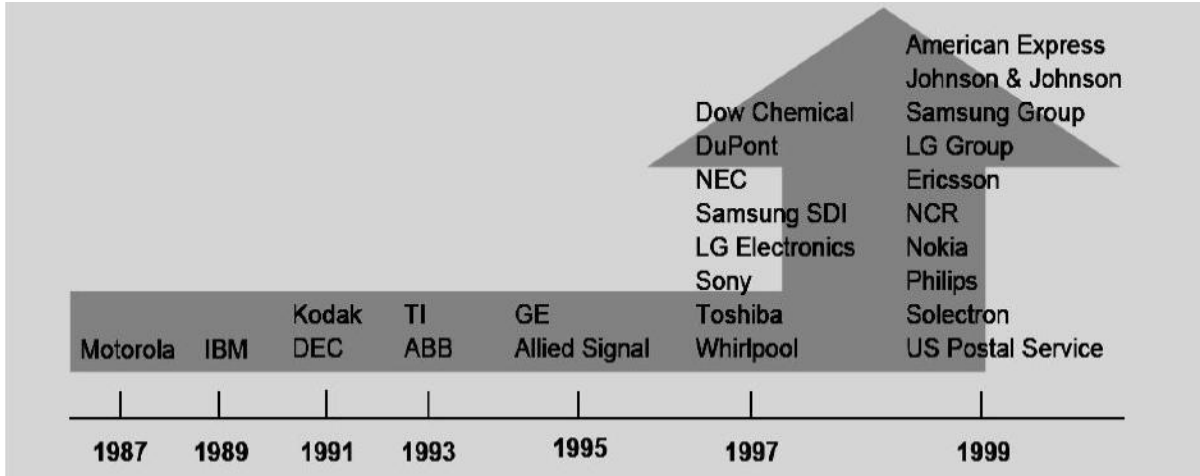 Motorola
IBM
Kodak
DEC
TI
ABB
GE
Allied Signal
Dow Chemical
DuPont
NEC
Samsung SDI
LG Electronics
Sony
Toshiba
Whirlpool
American Express
Johnson & Johnson
Samsung Group
LG Group
Ericsson
NCR
Nokia
Philips
Solectron
US Postal Service
1987
1989
1991
1993
1995
1997
1999